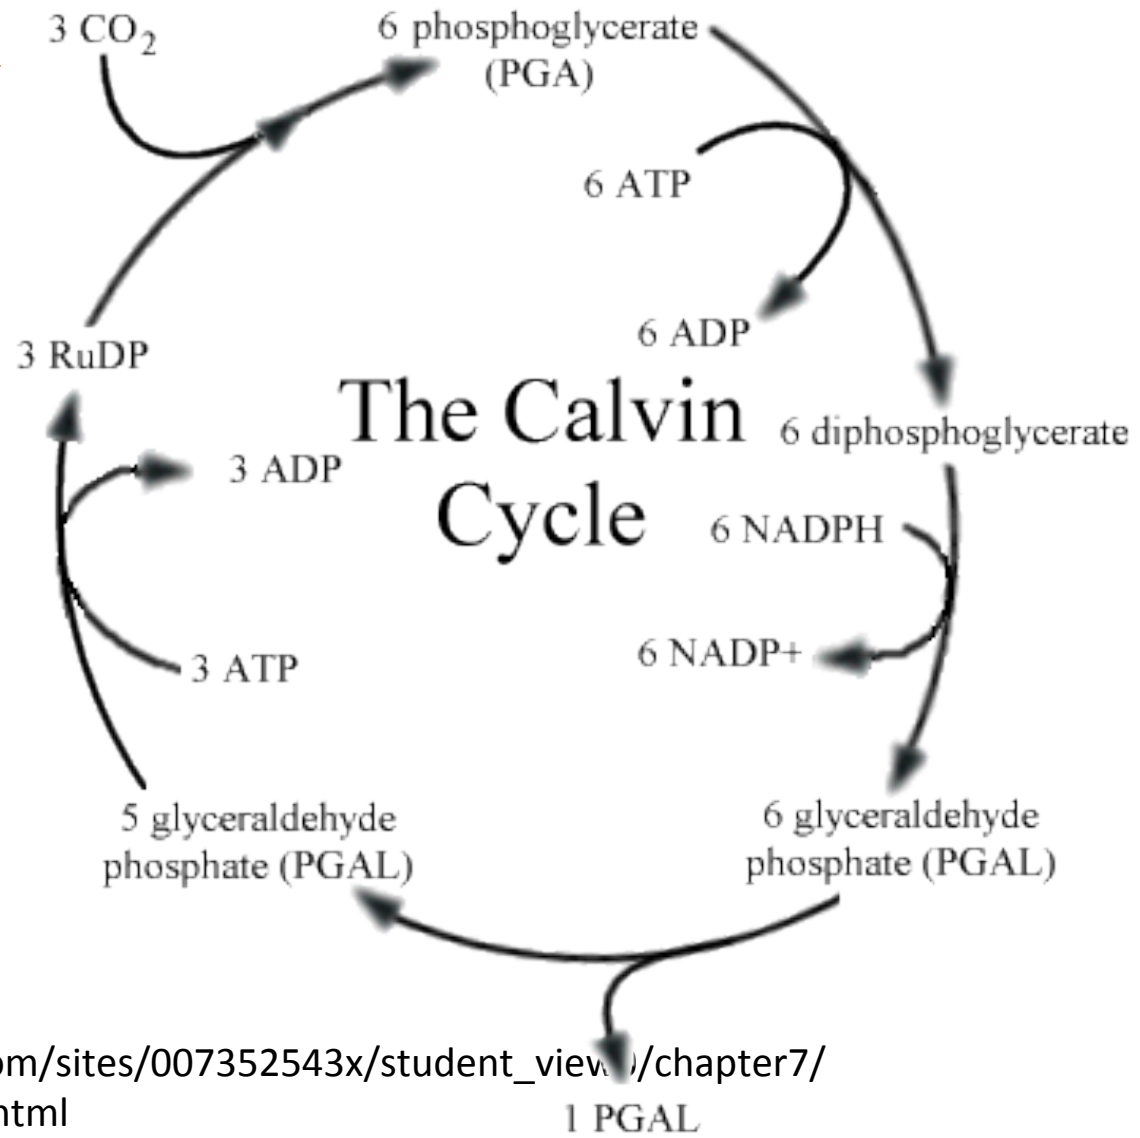 3 CO₂
6 phosphoglycerate
(PGA)
6 ATP
6 ADP
3 RuDP
The Calvin
Cycle
6 diphosphoglycerate
3 ADP
6 NADPH
6 NADP+
3 ATP
5 glyceraldehyde
phosphate (PGAL)
6 glyceraldehyde
phosphate (PGAL)
om/sites/007352543x/student_view /chapter7/
html
1 PGAL